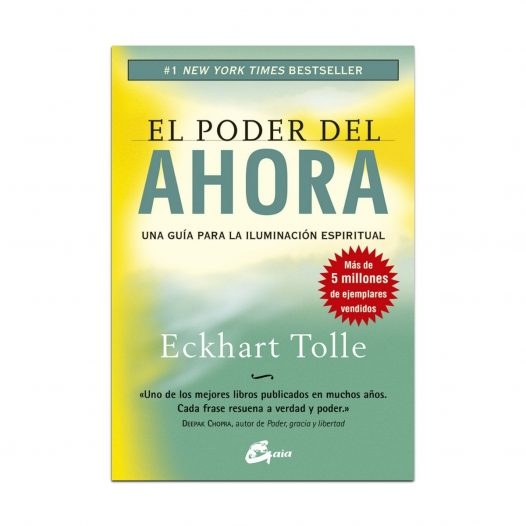 #1 NEW YORK TIMES BESTSELLER
EL PODER DEL
AHORA
UNA GUÍA PARA LA ILUMINACIÓN ESPIRITUAL
Más de
5 millones
de ejemplares
vendidos
Eckhart Tolle
«Uno de los mejores libros publicados en muchos años.
Cada frase resuena a verdad y poder.»
DEEPAK CHOPRA, autor de Poder, gracia y libertad
Gaia